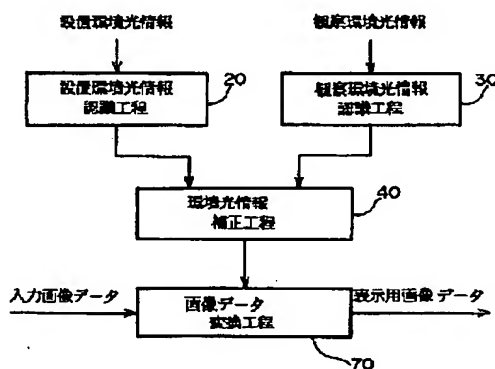 設置環境光情報
観察環境光情報
設置環境光情報
認識工程
20
観察環境光情報
認識工程
30
環境光情報
補正工程
40
入力画像データ
画像データ
変換工程
表示用画像データ
70